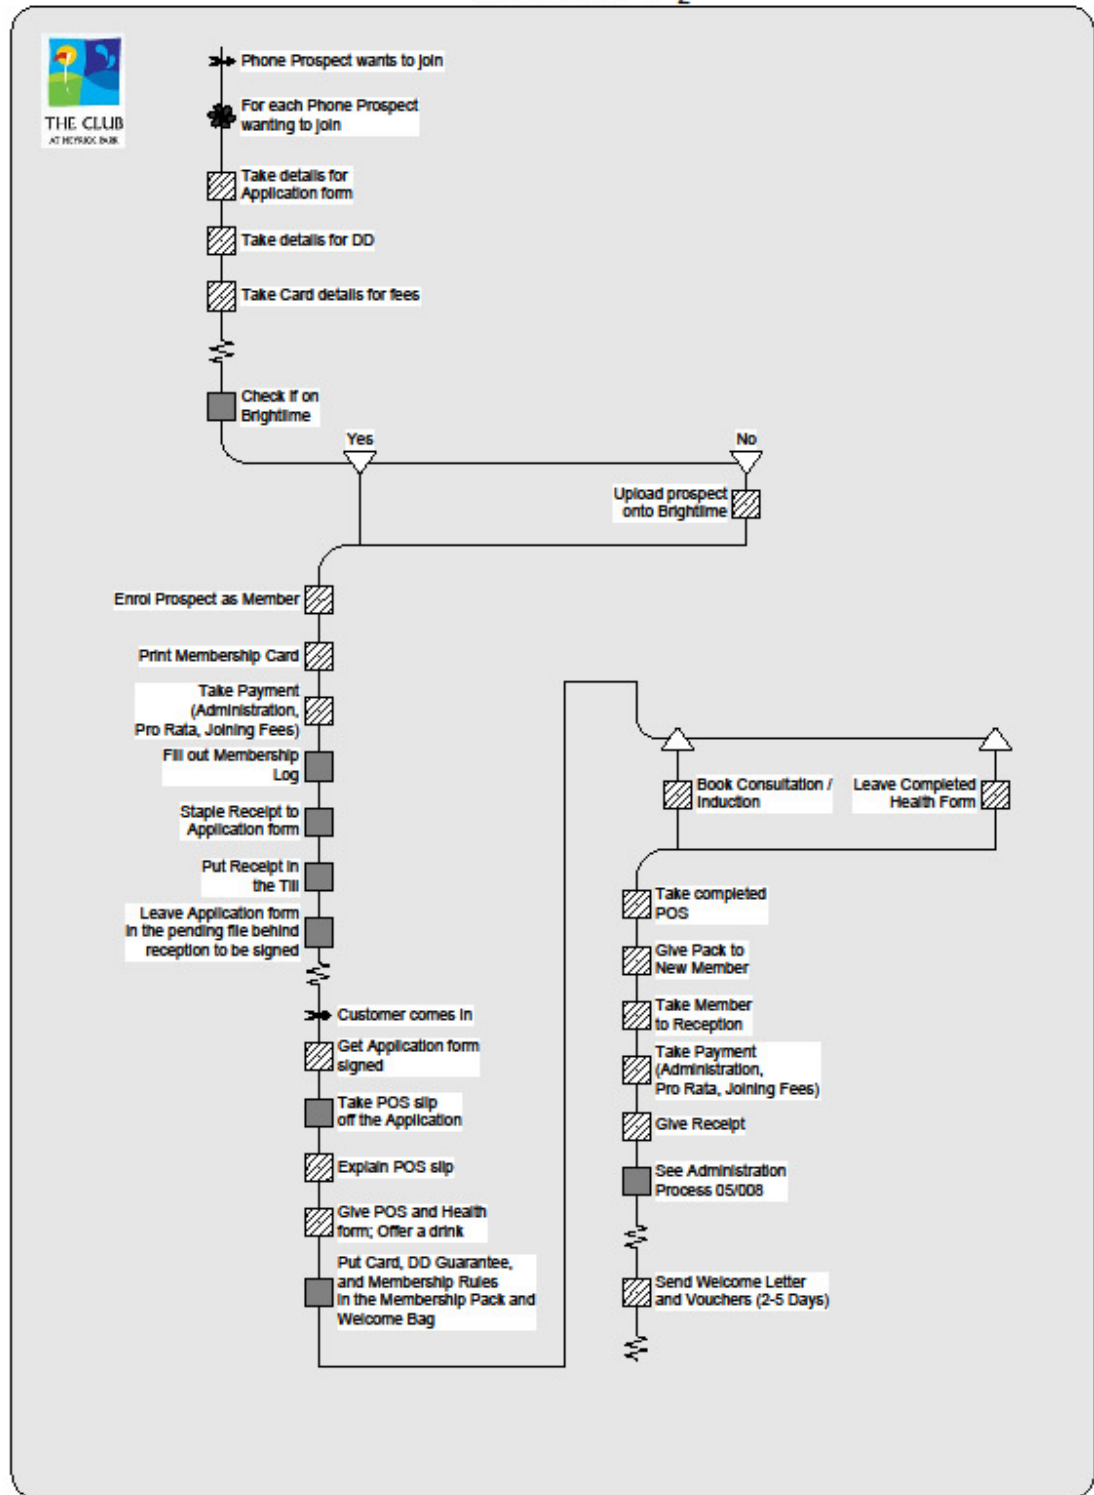 2
THE CLUB
AT MEYRICK PARK
Phone Prospect wants to join
For each Phone Prospect
wanting to join
Take details for
Application form
Take details for DD
Take Card details for fees
Check if on
Brightlime
Yes
No
Upload prospect
onto Brightlime
Enrol Prospect as Member
Print Membership Card
Take Payment
(Administration,
Pro Rata, Joining Fees)
Fill out Membership
Log
Staple Receipt to
Application form
Put Receipt in
the Till
Leave Application form
in the pending file behind
reception to be signed
Customer comes in
Get Application form
signed
Take POS slip
off the Application
Explain POS slip
Give POS and Health
form; Offer a drink
Put Card, DD Guarantee,
and Membership Rules
in the Membership Pack and
Welcome Bag
Book Consultation /
Induction
Leave Completed
Health Form
Take completed
POS
Give Pack to
New Member
Take Member
to Reception
Take Payment
(Administration,
Pro Rata, Joining Fees)
Give Receipt
See Administration
Process 05/008
Send Welcome Letter
and Vouchers (2-5 Days)